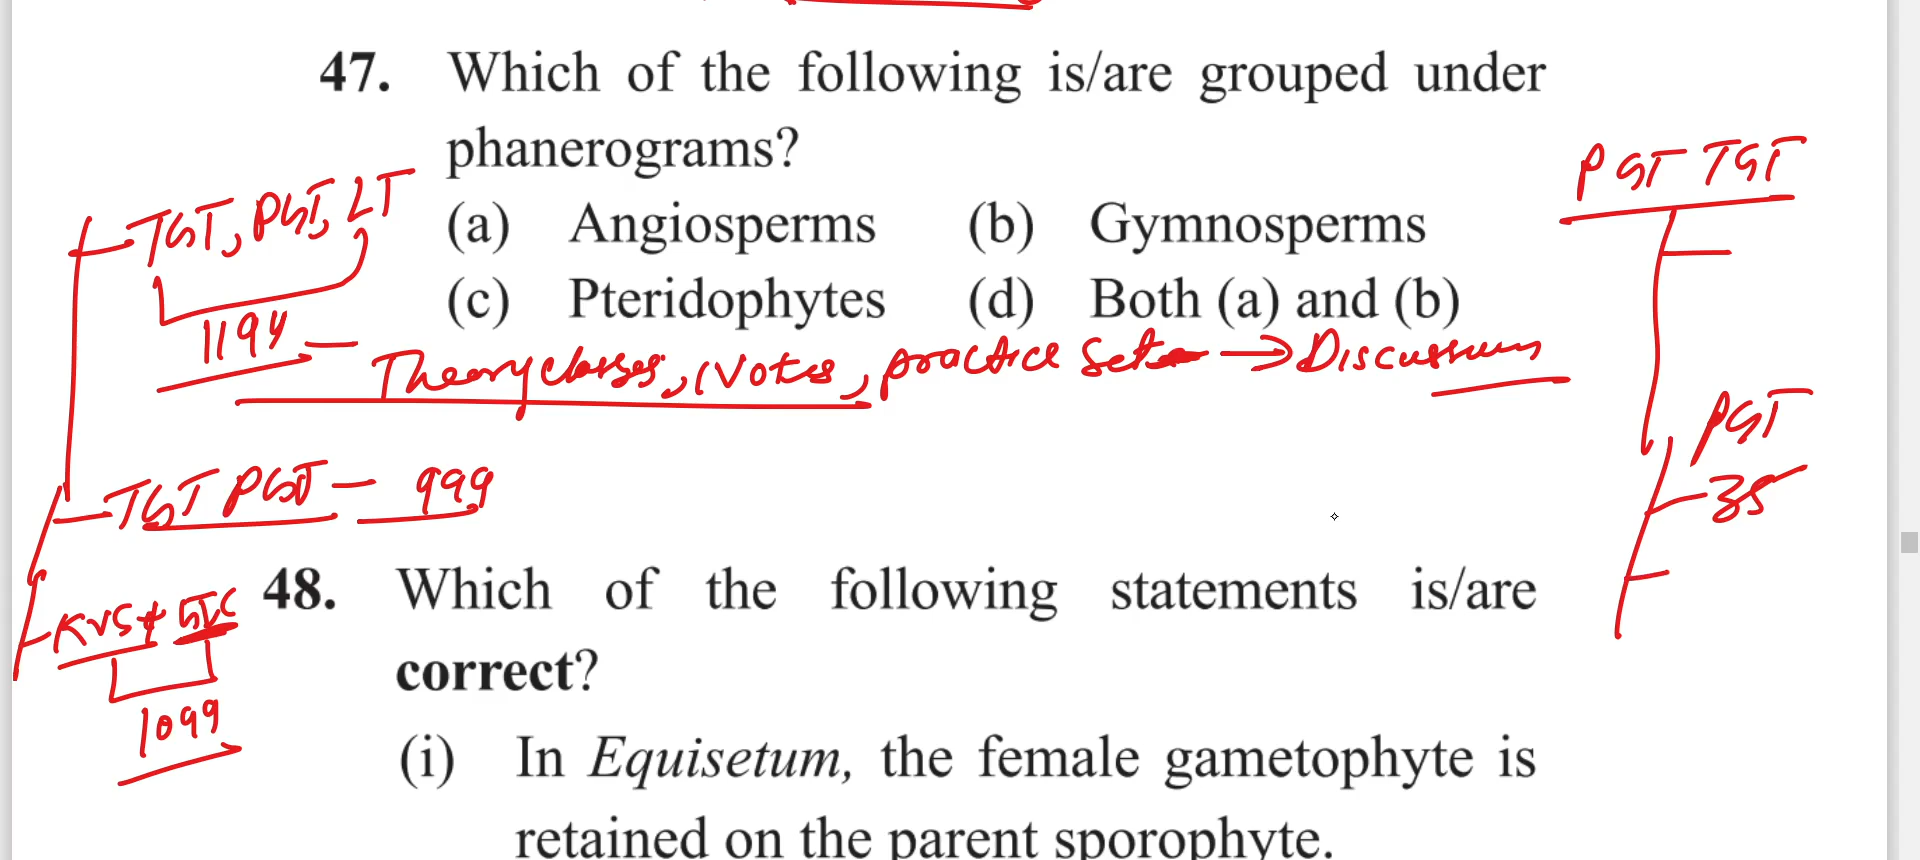 47. Which of the following is/are grouped under
phanerograms?
(a) Angiosperms (b) Gymnosperms
(c) Pteridophytes (d) Both (a) and (b)
TGT, PGT, LT
1194
Theory classes, Notes, practice Set → Discussion
PGT TGT
PGT
35
TGT PGT — 999
48. Which of the following statements is/are
correct?
KVS +
1099
(i) In Equisetum, the female gametophyte is
retained on the parent sporophyte.